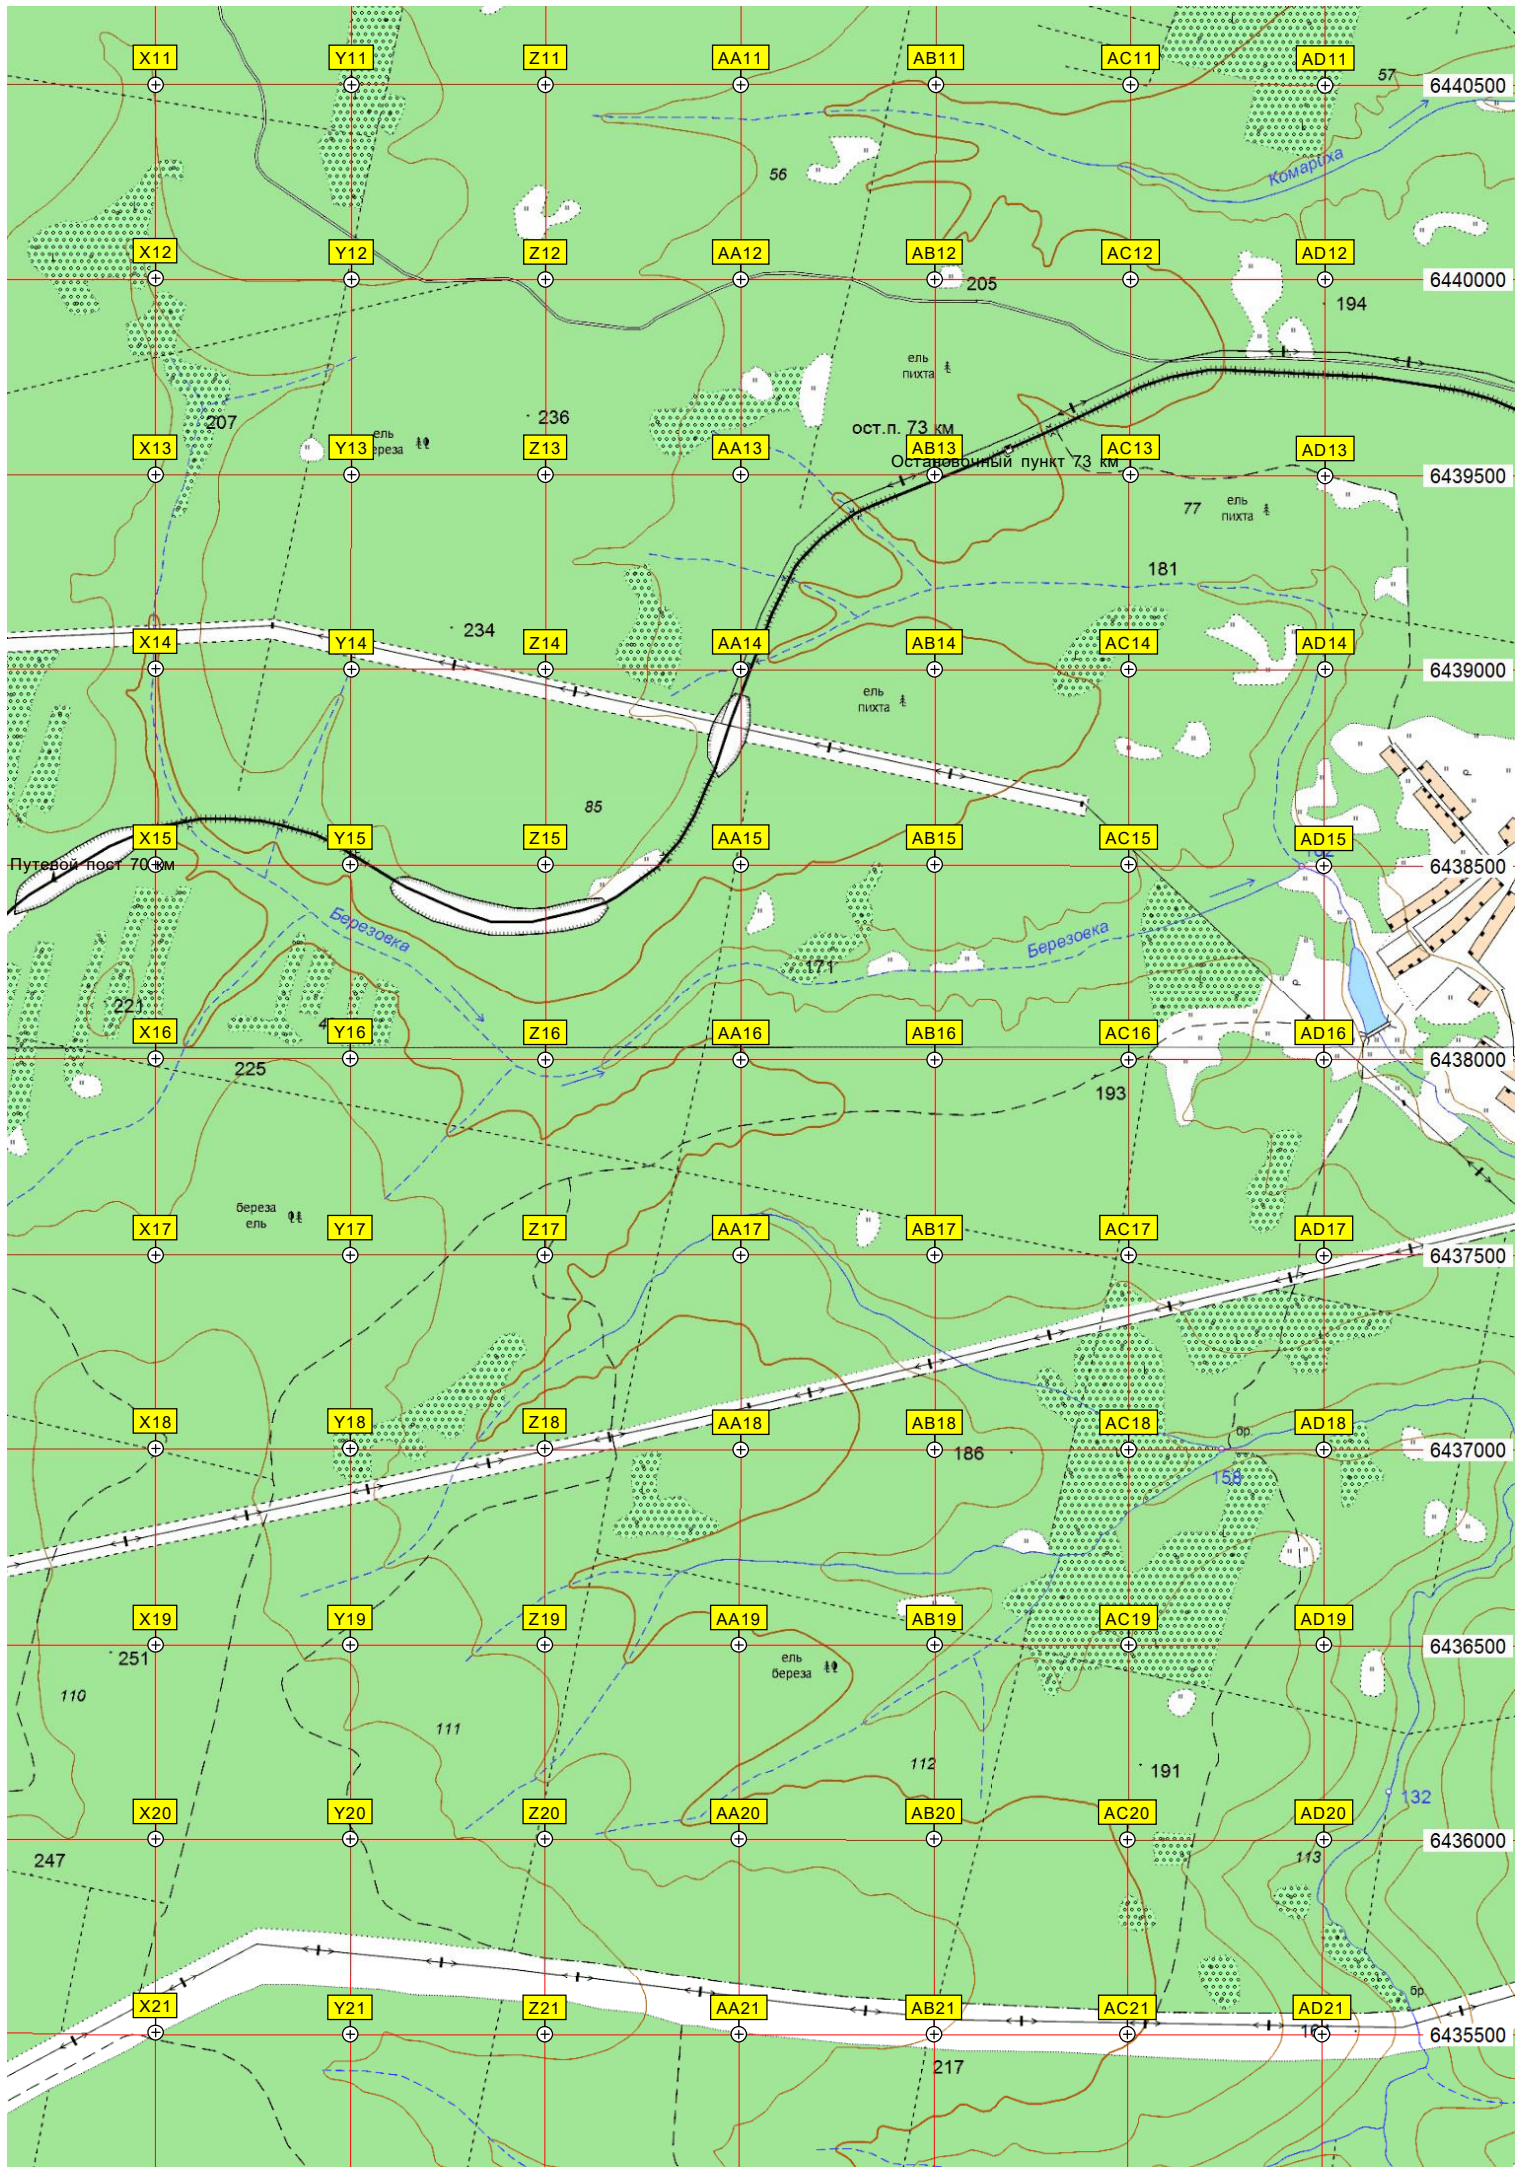 X11 Y11 Z11 AA11 AB11 AC11 AD11
57
6440500
56
Комариха
X12 Y12 Z12 AA12 AB12 AC12 AD12
205
6440000
194
ель
пихта
207
236
ост.п. 73 км
ель
X13 Y13 Z13 AA13 AB13 AC13 AD13
Остановочный пункт 73 км
6439500
77
ель
пихта
181
234
X14 Y14 Z14 AA14 AB14 AC14 AD14
6439000
ель
пихта
85
X15 Y15 Z15 AA15 AB15 AC15 AD15
Путевой пост 70 км
6438500
Березовка
Березовка
171
221
X16 Y16 Z16 AA16 AB16 AC16 AD16
6438000
225
193
береза
ель
X17 Y17 Z17 AA17 AB17 AC17 AD17
6437500
X18 Y18 Z18 AA18 AB18 AC18 AD18
бр.
6437000
186
158
X19 Y19 Z19 AA19 AB19 AC19 AD19
6436500
251
ель
береза
110
111
112
191
132
X20 Y20 Z20 AA20 AB20 AC20 AD20
6436000
247
113
бр.
X21 Y21 Z21 AA21 AB21 AC21 AD21
6435500
217